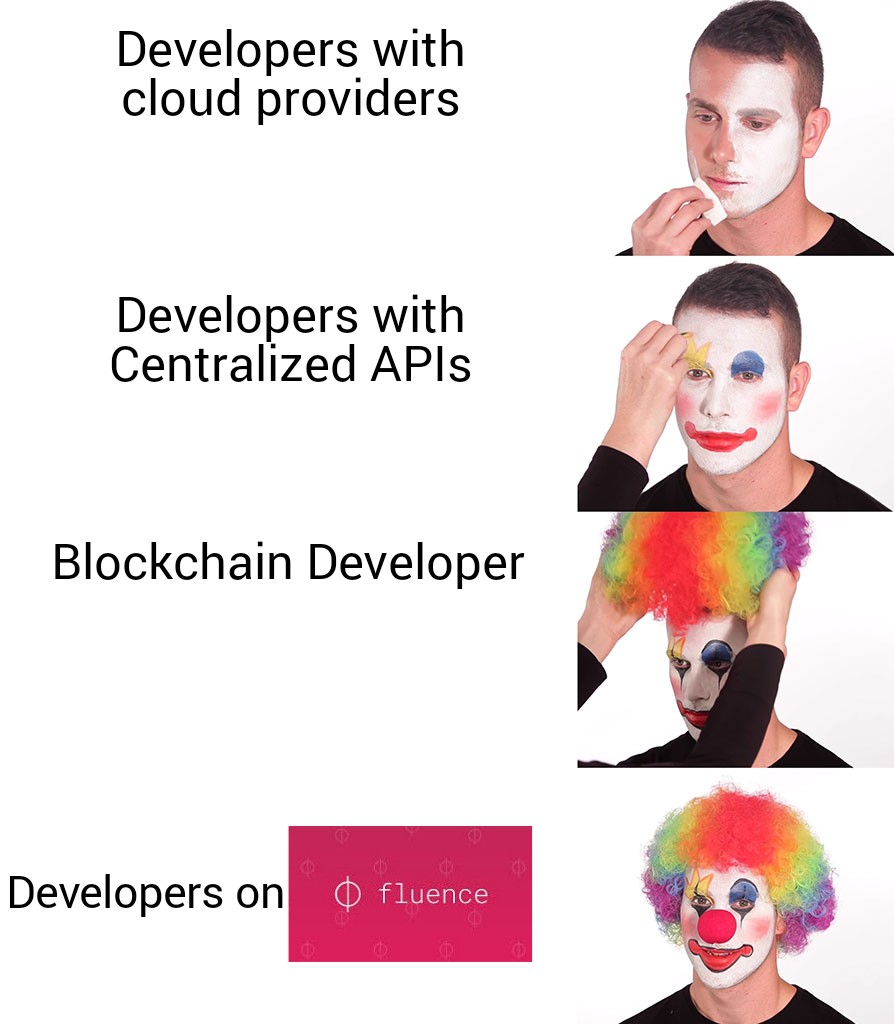 Developers with
cloud providers
Developers with
Centralized APIs
Blockchain Developer
Developers on fluence